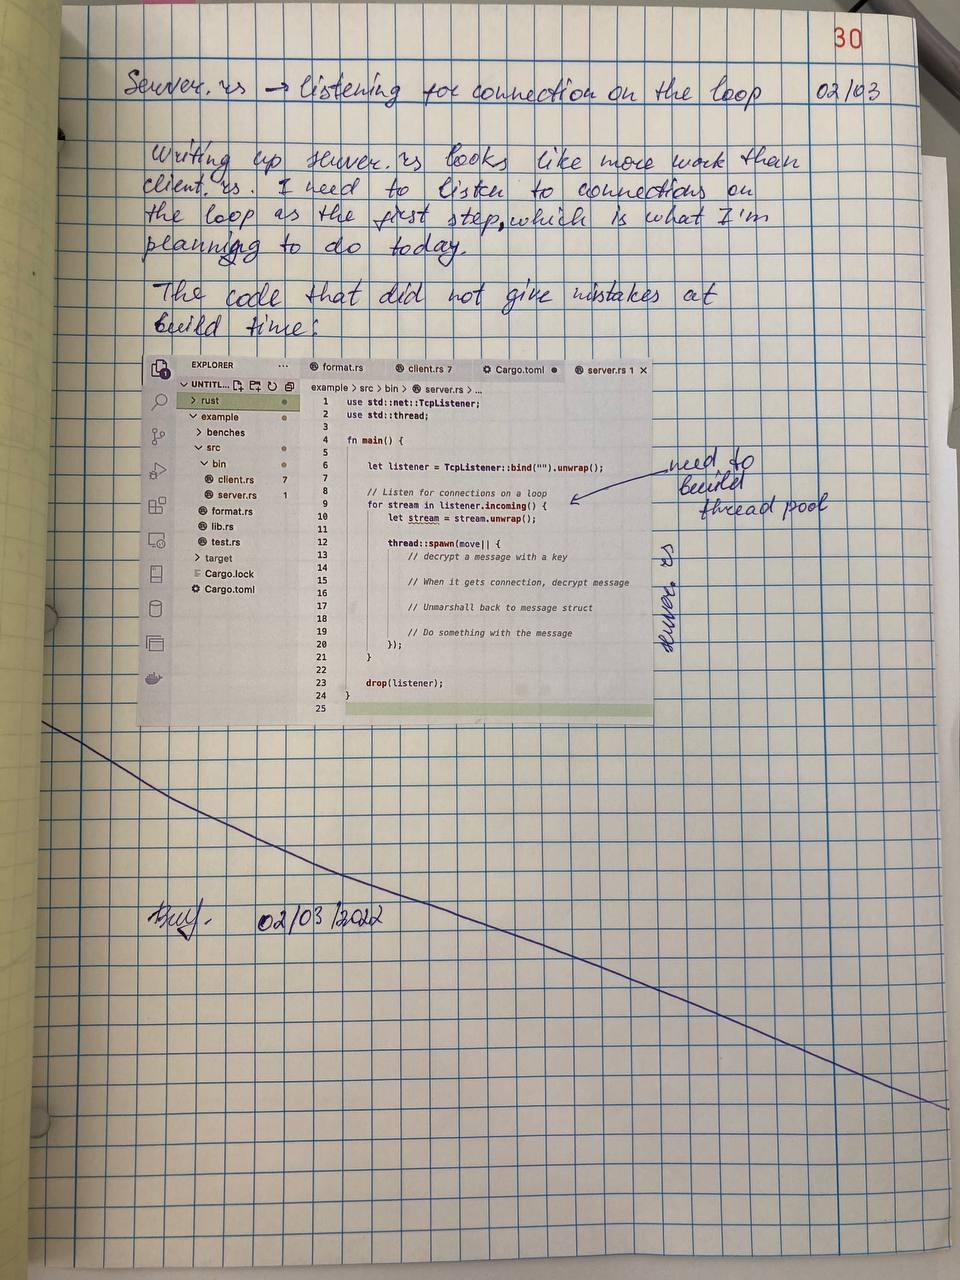 30
Server.rs → listening for connection on the loop 02/03
Writing up server.rs looks like more work than
client.rs. I need to listen to connections on
the loop as the first step, which is what I'm
planning to do today.
The code that did not give mistakes at
build time:
EXPLORER ...
UNTITL...
> rust
example
> benches
src
bin
client.rs 7
server.rs 1
format.rs
lib.rs
test.rs
> target
Cargo.lock
Cargo.toml
format.rs client.rs 7 Cargo.toml ● server.rs 1 ×
example > src > bin > server.rs > ...
1 use std::net::TcpListener;
2 use std::thread;
3
4 fn main() {
5
6 let listener = TcpListener::bind("").unwrap();
7
8 // Listen for connections on a loop
9 for stream in listener.incoming() {
10 let stream = stream.unwrap();
11
12 thread::spawn(move|| {
13 // decrypt a message with a key
14
15 // When it gets connection, decrypt message
16
17 // Unmarshall back to message struct
18
19 // Do something with the message
20 });
21 }
22
23 drop(listener);
24 }
25
need to
build
thread pool
server.rs
02/03/2022